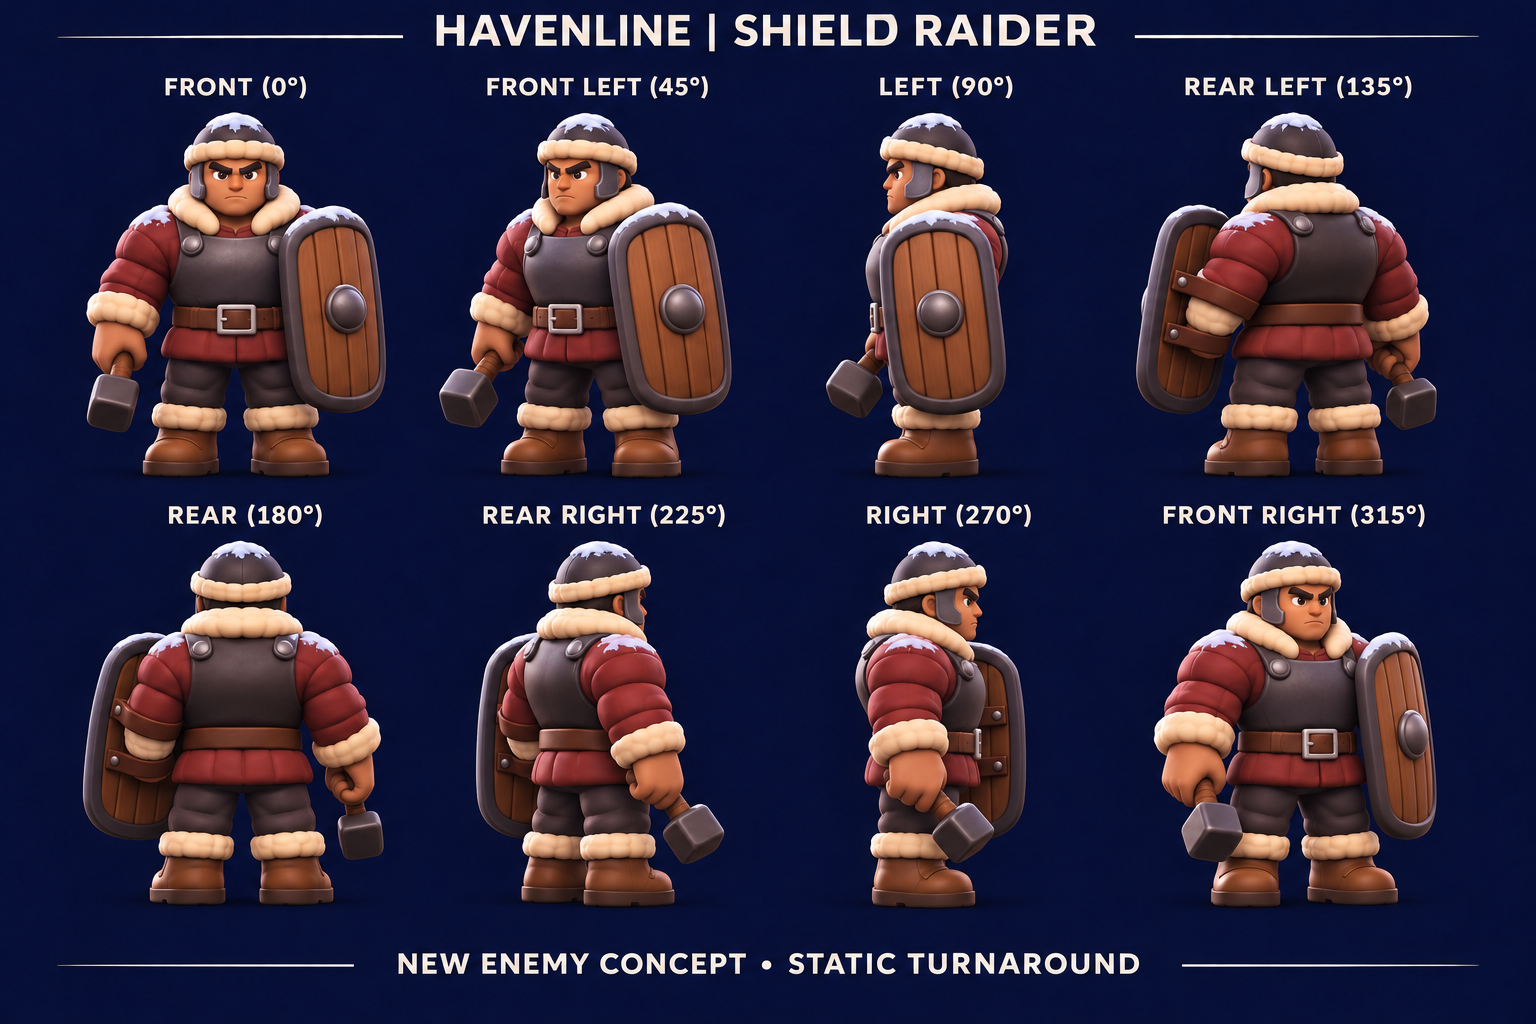 HAVENLINE | SHIELD RAIDER
FRONT (0°)
FRONT LEFT (45°)
LEFT (90°)
REAR LEFT (135°)
REAR (180°)
REAR RIGHT (225°)
RIGHT (270°)
FRONT RIGHT (315°)
NEW ENEMY CONCEPT • STATIC TURNAROUND